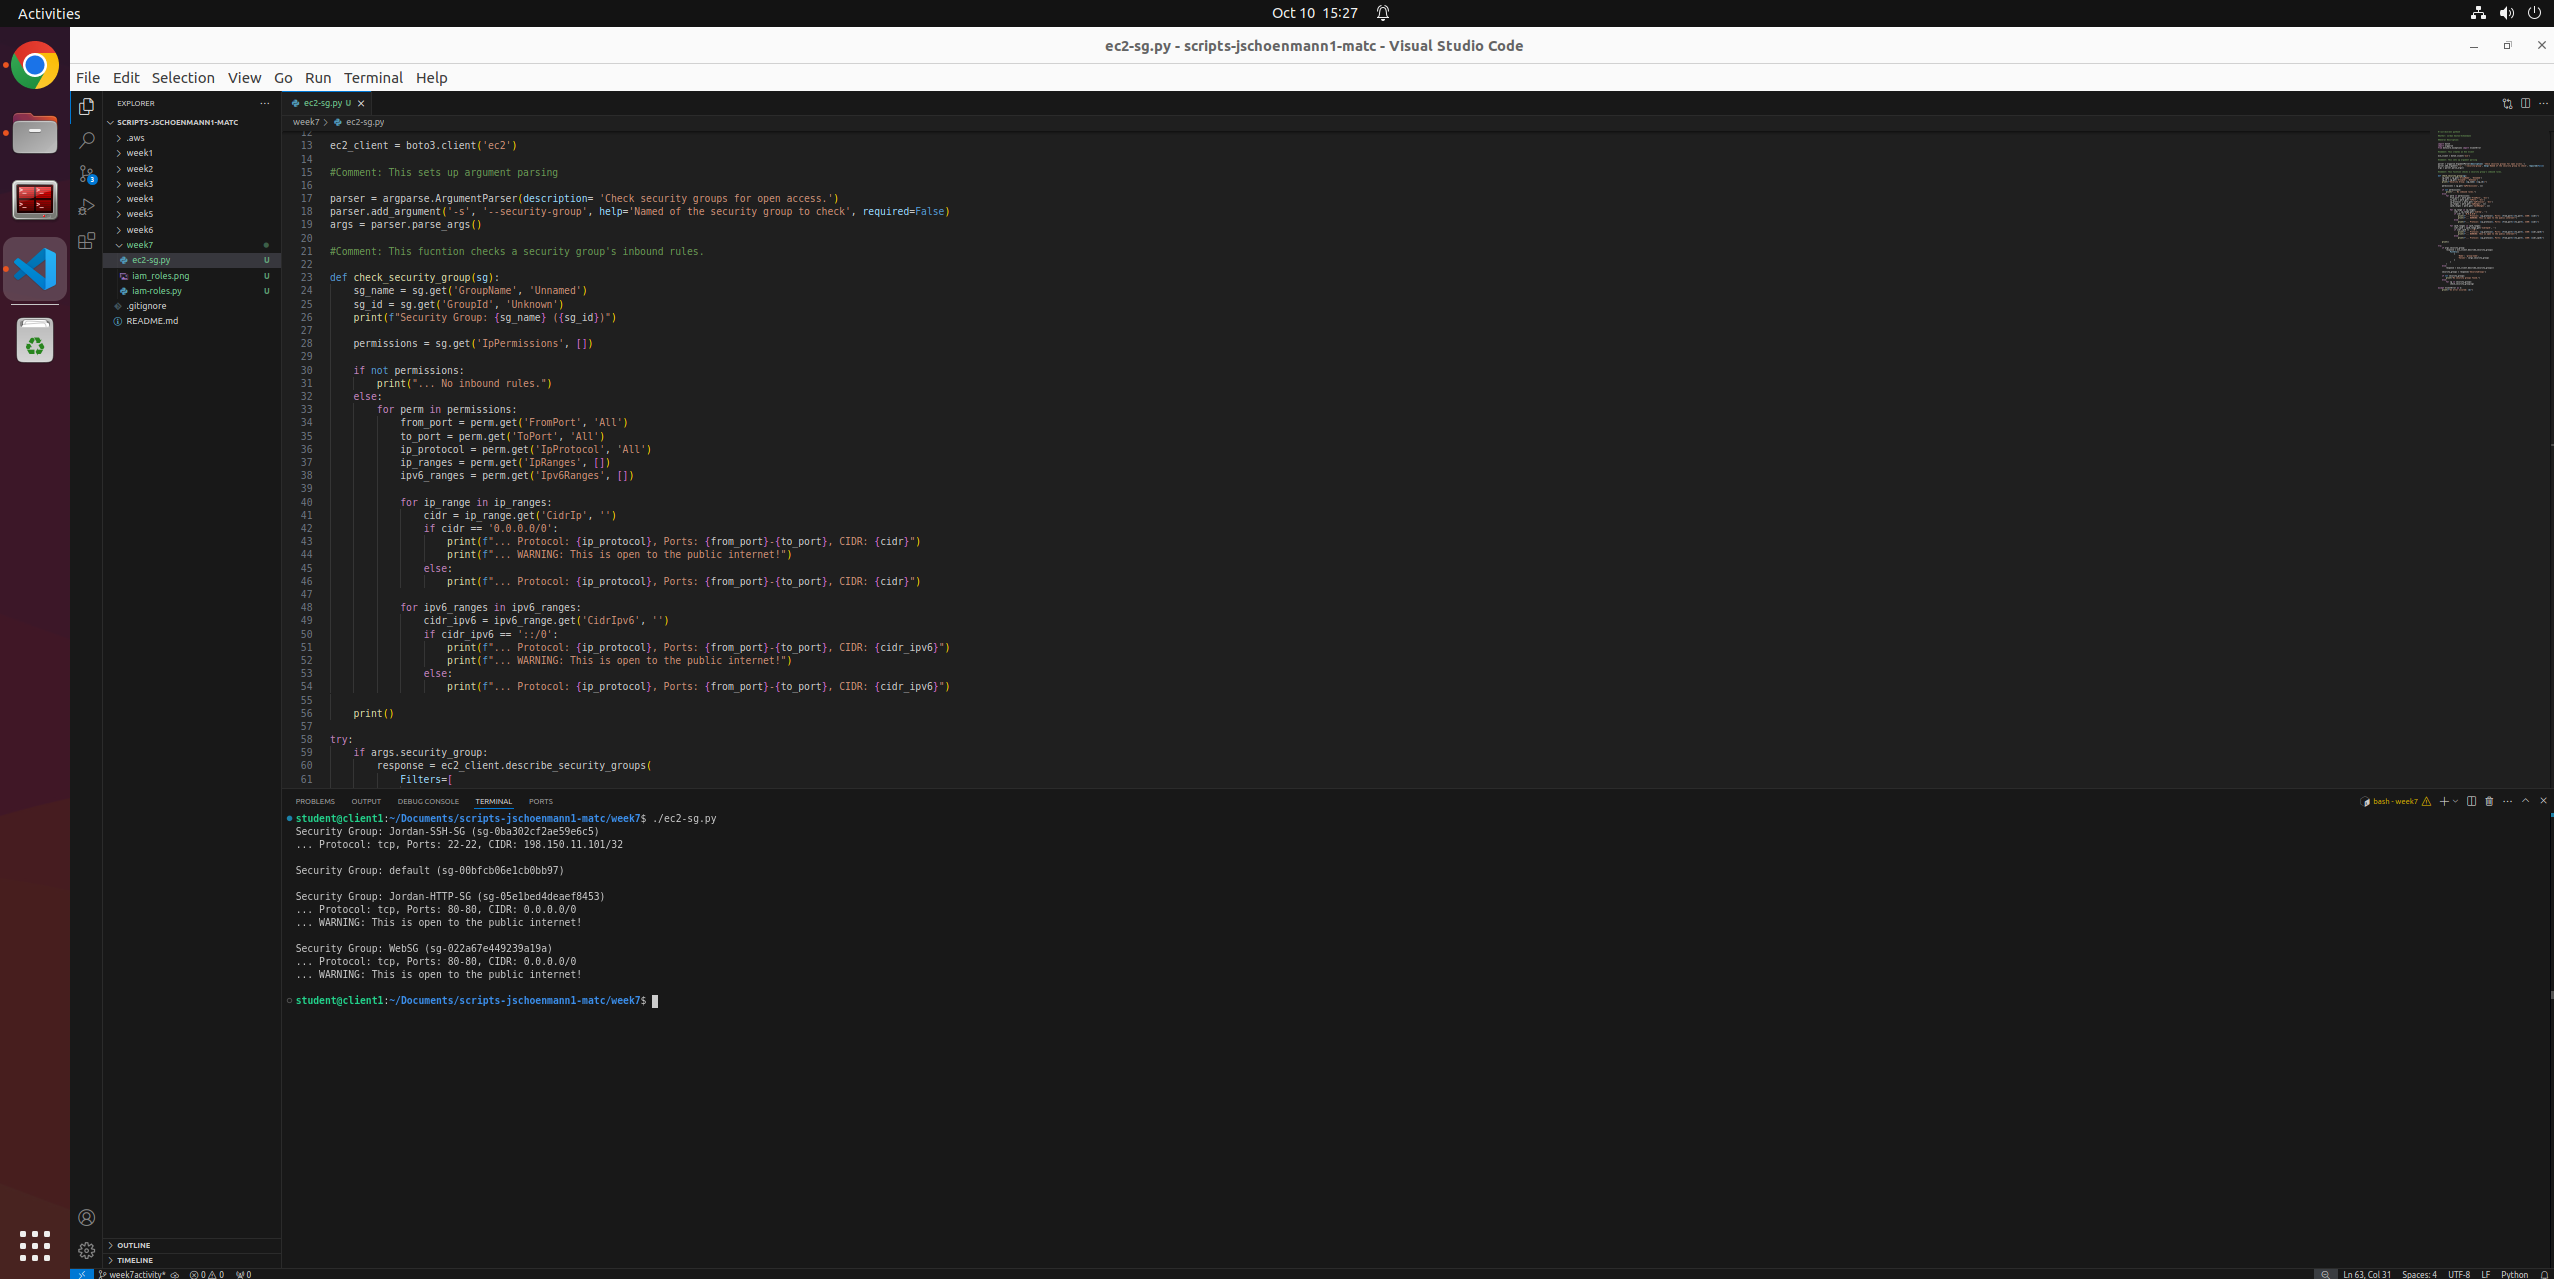 Activities
Oct 10 15:27
ec2-sg.py - scripts-jschoenmann1-matc - Visual Studio Code
File Edit Selection View Go Run Terminal Help
EXPLORER
SCRIPTS-JSCHOENMANN1-MATC
.aws
week1
week2
week3
week4
week5
week6
week7
ec2-sg.py U
iam_roles.png U
iam-roles.py U
.gitignore
README.md
OUTLINE
TIMELINE
3
ec2-sg.py U
week7 > ec2-sg.py
12
13 ec2_client = boto3.client('ec2')
14
15 #Comment: This sets up argument parsing
16
17 parser = argparse.ArgumentParser(description= 'Check security groups for open access.')
18 parser.add_argument('-s', '--security-group', help='Named of the security group to check', required=False)
19 args = parser.parse_args()
20
21 #Comment: This fucntion checks a security group's inbound rules.
22
23 def check_security_group(sg):
24 sg_name = sg.get('GroupName', 'Unnamed')
25 sg_id = sg.get('GroupId', 'Unknown')
26 print(f"Security Group: {sg_name} ({sg_id})")
27
28 permissions = sg.get('IpPermissions', [])
29
30 if not permissions:
31 print("... No inbound rules.")
32 else:
33 for perm in permissions:
34 from_port = perm.get('FromPort', 'All')
35 to_port = perm.get('ToPort', 'All')
36 ip_protocol = perm.get('IpProtocol', 'All')
37 ip_ranges = perm.get('IpRanges', [])
38 ipv6_ranges = perm.get('Ipv6Ranges', [])
39
40 for ip_range in ip_ranges:
41 cidr = ip_range.get('CidrIp', '')
42 if cidr == '0.0.0.0/0':
43 print(f"... Protocol: {ip_protocol}, Ports: {from_port}-{to_port}, CIDR: {cidr}")
44 print(f"... WARNING: This is open to the public internet!")
45 else:
46 print(f"... Protocol: {ip_protocol}, Ports: {from_port}-{to_port}, CIDR: {cidr}")
47
48 for ipv6_ranges in ipv6_ranges:
49 cidr_ipv6 = ipv6_range.get('CidrIpv6', '')
50 if cidr_ipv6 == '::/0':
51 print(f"... Protocol: {ip_protocol}, Ports: {from_port}-{to_port}, CIDR: {cidr_ipv6}")
52 print(f"... WARNING: This is open to the public internet!")
53 else:
54 print(f"... Protocol: {ip_protocol}, Ports: {from_port}-{to_port}, CIDR: {cidr_ipv6}")
55
56 print()
57
58 try:
59 if args.security_group:
60 response = ec2_client.describe_security_groups(
61 Filters=[
PROBLEMS OUTPUT DEBUG CONSOLE TERMINAL PORTS
bash - week7
student@client1:~/Documents/scripts-jschoenmann1-matc/week7$ ./ec2-sg.py
Security Group: Jordan-SSH-SG (sg-0ba302cf2ae59e6c5)
... Protocol: tcp, Ports: 22-22, CIDR: 198.150.11.101/32
Security Group: default (sg-00bfcb06e1cb0bb97)
Security Group: Jordan-HTTP-SG (sg-05e1bed4deaef8453)
... Protocol: tcp, Ports: 80-80, CIDR: 0.0.0.0/0
... WARNING: This is open to the public internet!
Security Group: WebSG (sg-022a67e449239a19a)
... Protocol: tcp, Ports: 80-80, CIDR: 0.0.0.0/0
... WARNING: This is open to the public internet!
student@client1:~/Documents/scripts-jschoenmann1-matc/week7$
week7activity* 0 0 0
Ln 63, Col 31 Spaces: 4 UTF-8 LF Python